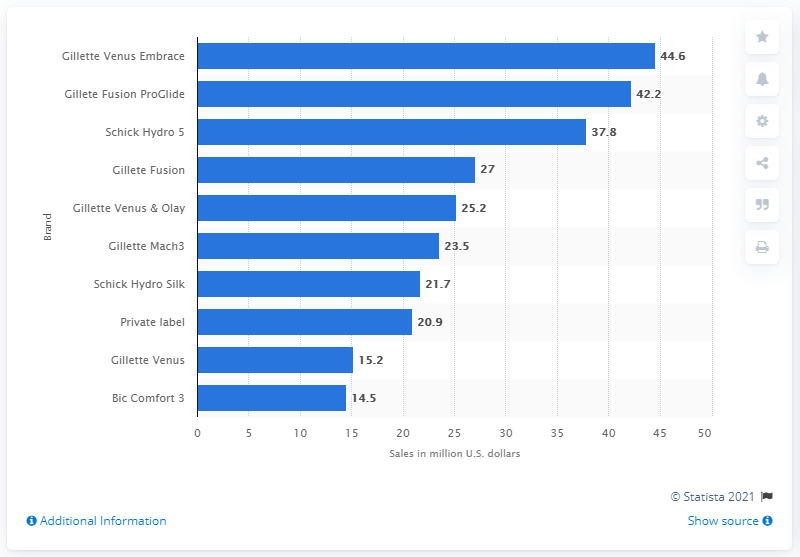 Gillette Venus Embrace 44.6
Gillete Fusion ProGlide 42.2
Schick Hydro 5 37.8
Gillete Fusion 27
Gillette Venus & Olay 25.2
Gillette Mach3 23.5
Schick Hydro Silk 21.7
Private label 20.9
Gillette Venus 15.2
Bic Comfort 3 14.5
Brand
0 5 10 15 20 25 30 35 40 45 50
Sales in million U.S. dollars
© Statista 2021
Additional Information
Show source